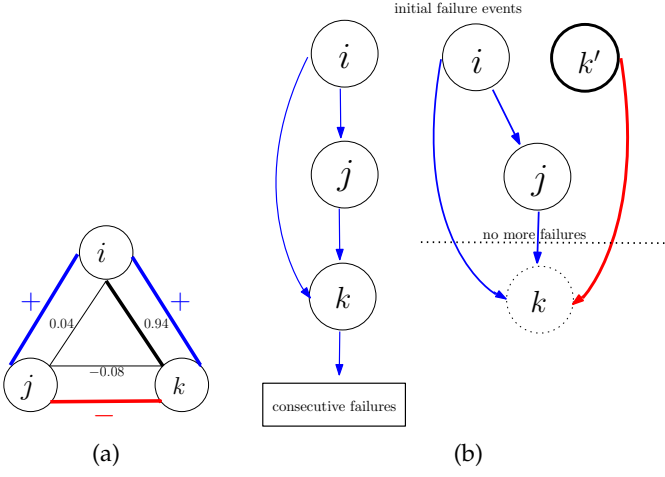 initial failure events
i
i
k′
j
j
no more failures
i
+
+
0.04
0.94
k
k
−0.08
j
k
−
consecutive failures
(a)
(b)